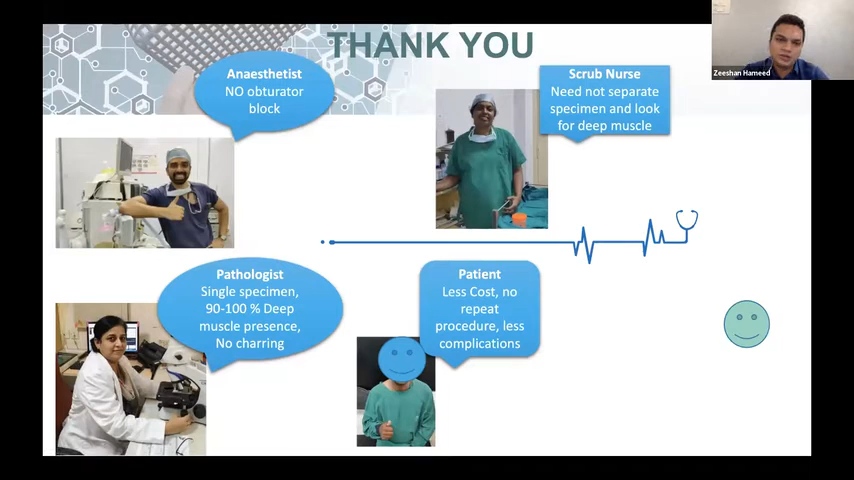 THANK YOU
Zeeshan Hameed
Anaesthetist
NO obturator
block
Scrub Nurse
Need not separate
specimen and look
for deep muscle
Pathologist
Single specimen,
90-100 % Deep
muscle presence,
No charring
Patient
Less Cost, no
repeat
procedure, less
complications